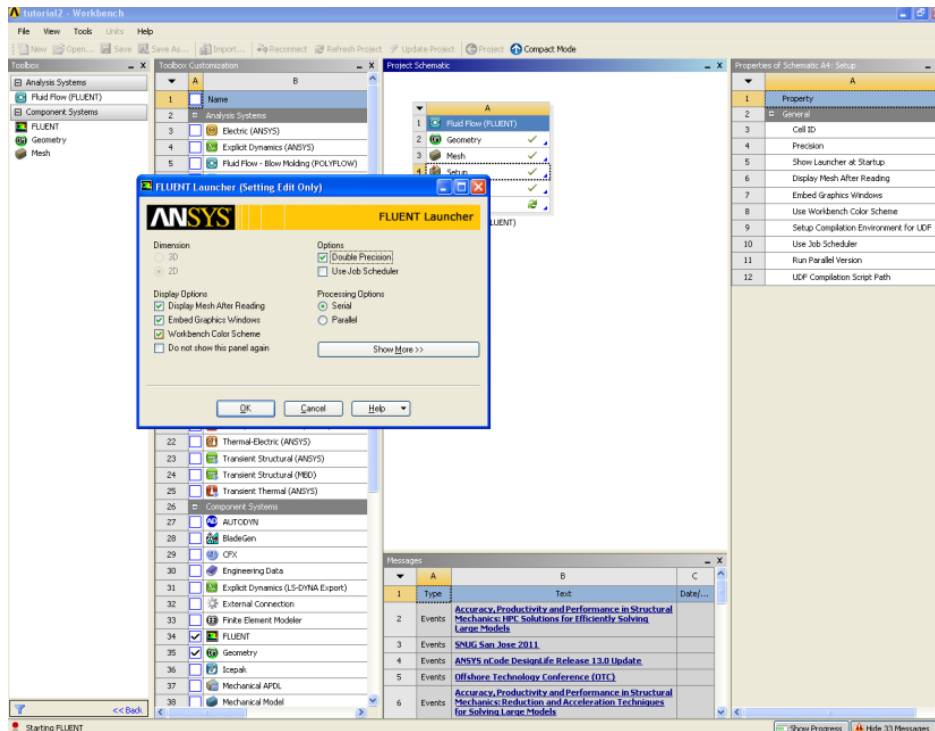 tutorial2 - Workbench
File View Tools Units Help
New Open... Save Save As... Import... Reconnect Refresh Project Update Project Project Compact Mode
Toolbox
Analysis Systems
Fluid Flow (FLUENT)
Component Systems
FLUENT
Geometry
Mesh
<< Back
Toolbox Customization
A B
1 Name
2 Analysis Systems
3 Electric (ANSYS)
4 Explicit Dynamics (ANSYS)
5 Fluid Flow - Blow Molding (POLYFLOW)
22 Thermal-Electric (ANSYS)
23 Transient Structural (ANSYS)
24 Transient Structural (MBD)
25 Transient Thermal (ANSYS)
26 Component Systems
27 AUTODYN
28 BladeGen
29 CFX
30 Engineering Data
31 Explicit Dynamics (LS-DYNA Export)
32 External Connection
33 Finite Element Modeler
34 FLUENT
35 Geometry
36 Icepak
37 Mechanical APDL
38 Mechanical Model
FLUENT Launcher (Setting Edit Only)
ANSYS
FLUENT Launcher
Dimension
3D
2D
Options
Double Precision
Use Job Scheduler
Display Options
Display Mesh After Reading
Embed Graphics Windows
Workbench Color Scheme
Do not show this panel again
Processing Options
Serial
Parallel
Show More >>
OK Cancel Help
Project Schematic
A
1 Fluid Flow (FLUENT)
2 Geometry
3 Mesh
4 Setup
LUENT)
Messages
A B C
1 Type Text Date/...
2 Events Accuracy, Productivity and Performance in Structural
Mechanics: HPC Solutions for Efficiently Solving
Large Models
3 Events SNUG San Jose 2011
4 Events ANSYS nCode DesignLife Release 13.0 Update
5 Events Offshore Technology Conference (OTC)
6 Events Accuracy, Productivity and Performance in Structural
Mechanics: Reduction and Acceleration Techniques
for Solving Large Models
Properties of Schematic A4: Setup
A
1 Property
2 General
3 Cell ID
4 Precision
5 Show Launcher at Startup
6 Display Mesh After Reading
7 Embed Graphics Windows
8 Use Workbench Color Scheme
9 Setup Compilation Environment for UDF
10 Use Job Scheduler
11 Run Parallel Version
12 UDF Compilation Script Path
Starting FLUENT
Show Progress Hide 33 Messages